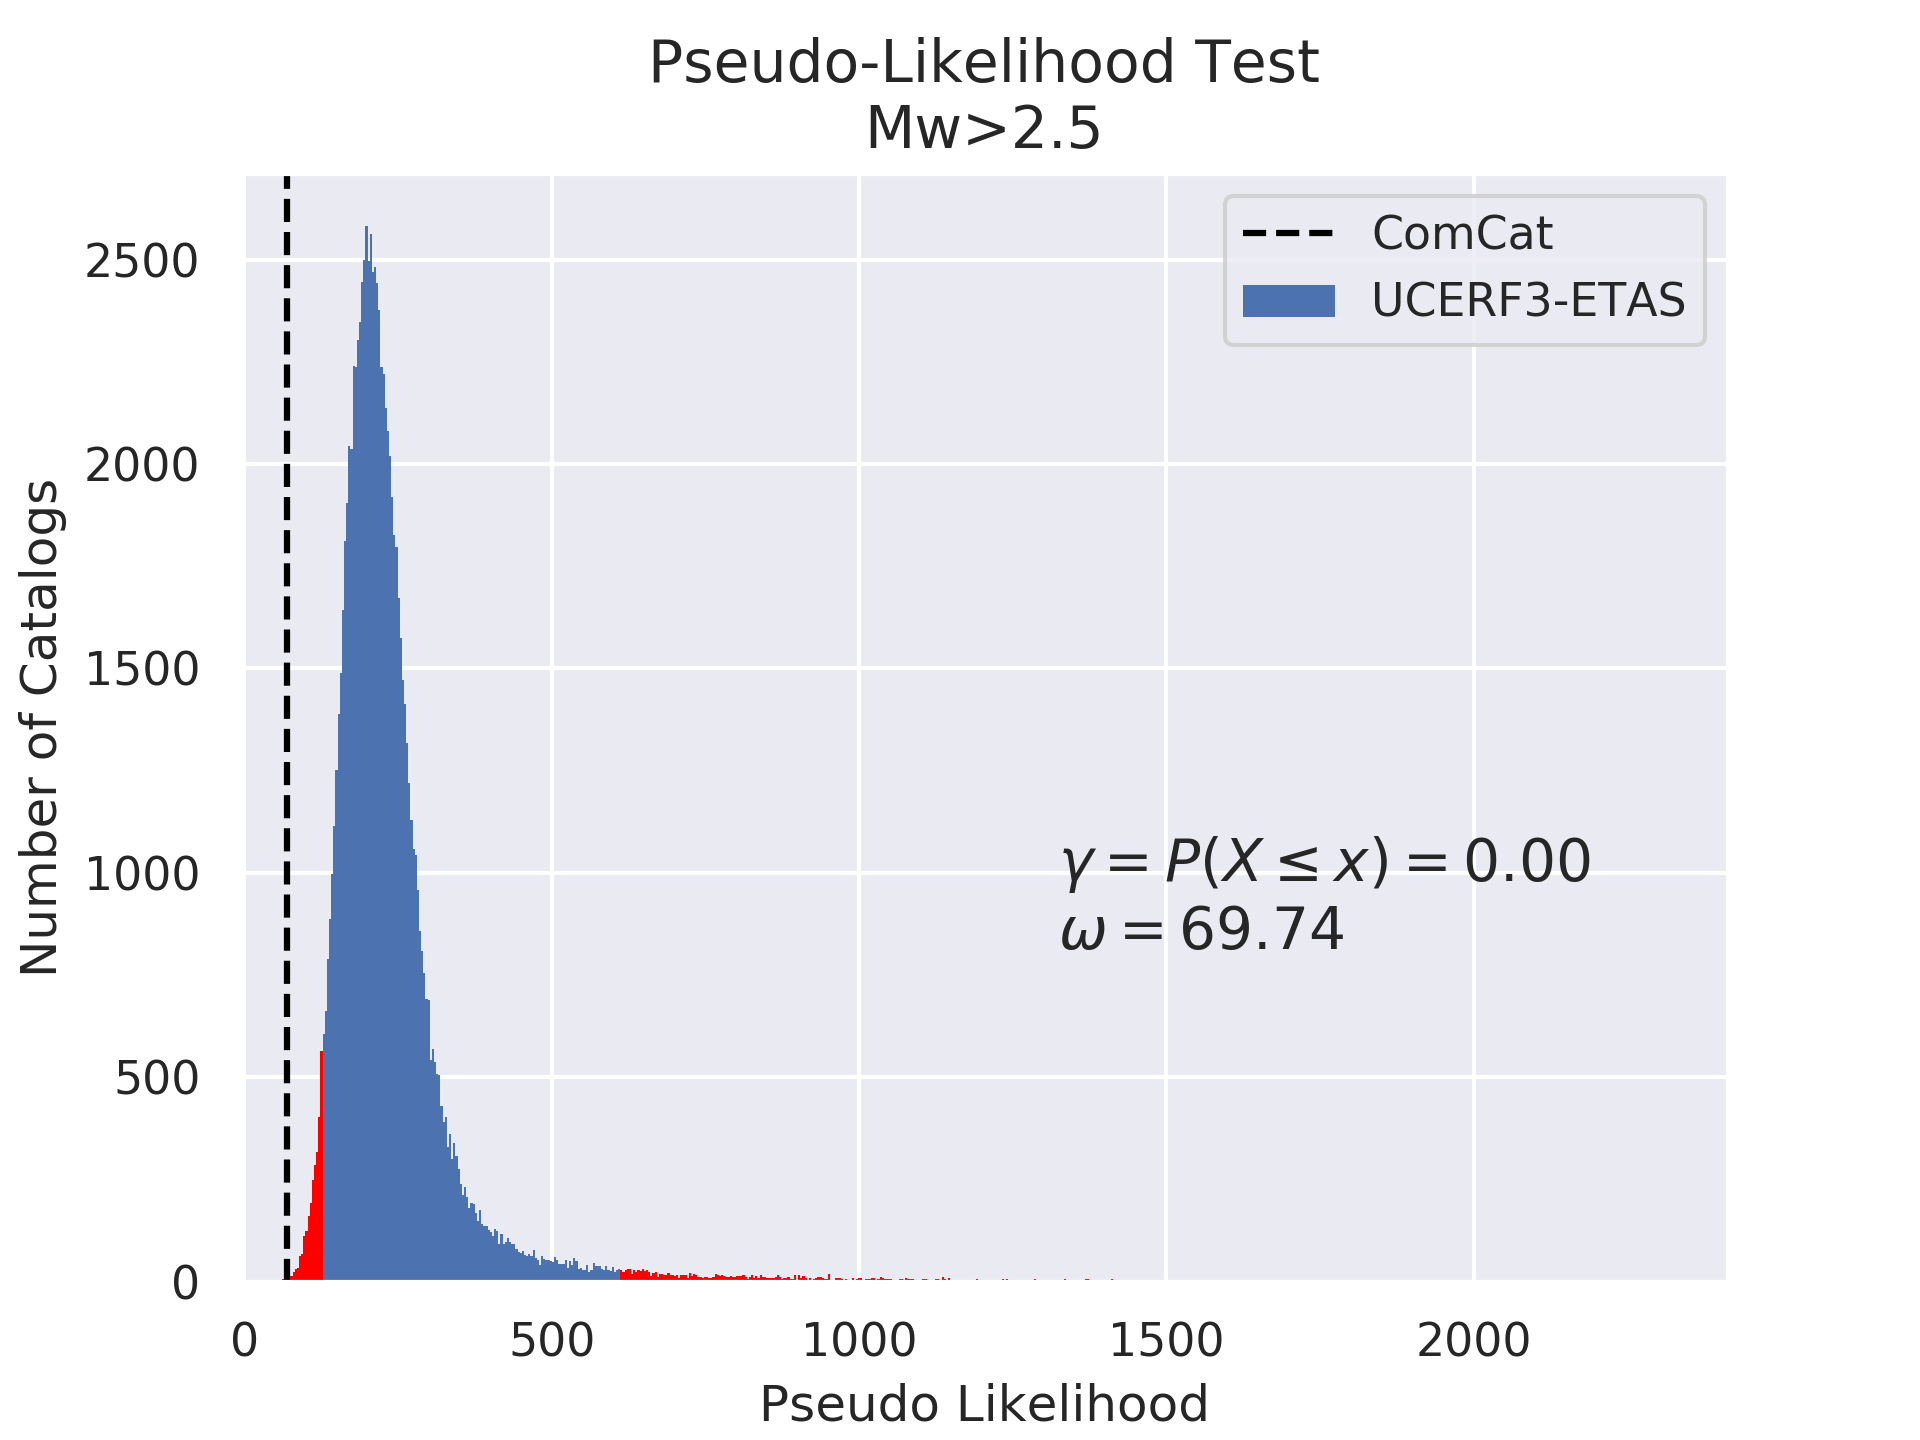 Pseudo-Likelihood Test
Mw>2.5
ComCat
UCERF3-ETAS
Number of Catalogs
2500
2000
1500
1000
500
0
γ = P(X ≤ x) = 0.00
ω = 69.74
0 500 1000 1500 2000
Pseudo Likelihood